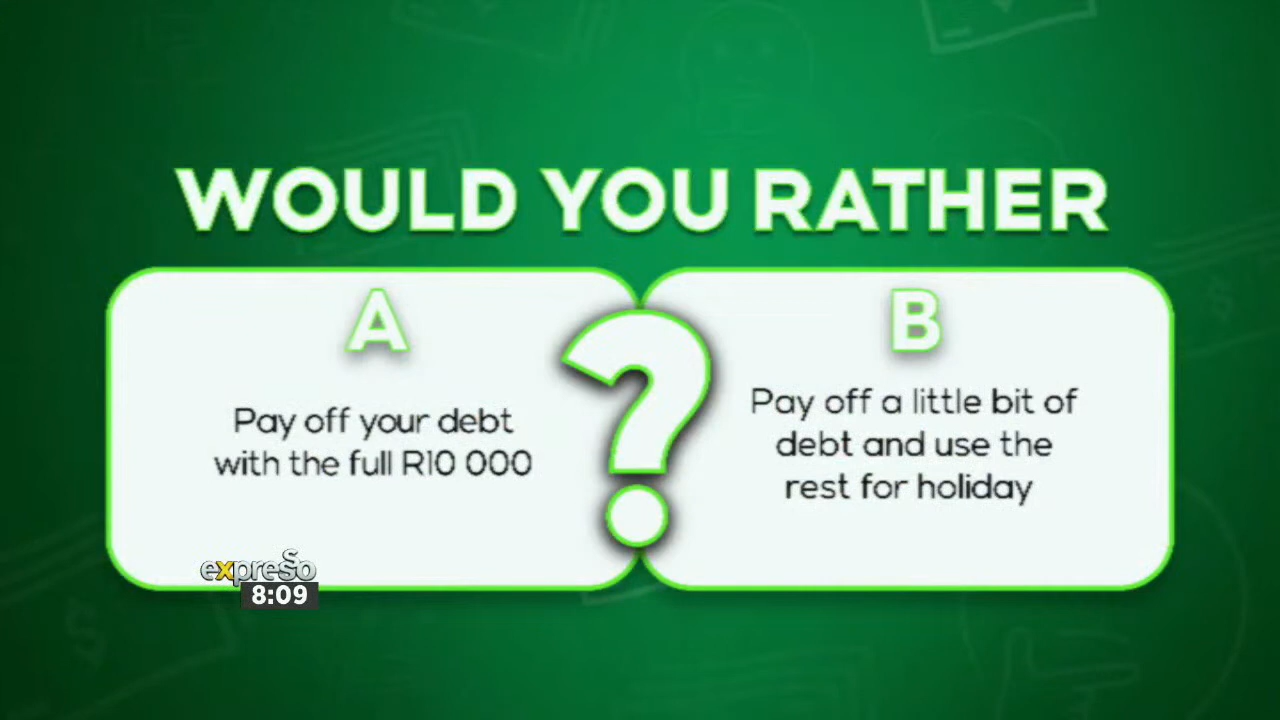 WOULD YOU RATHER
A
Pay off your debt
with the full R10 000
?
B
Pay off a little bit of
debt and use the
rest for holiday
expresso
8:09